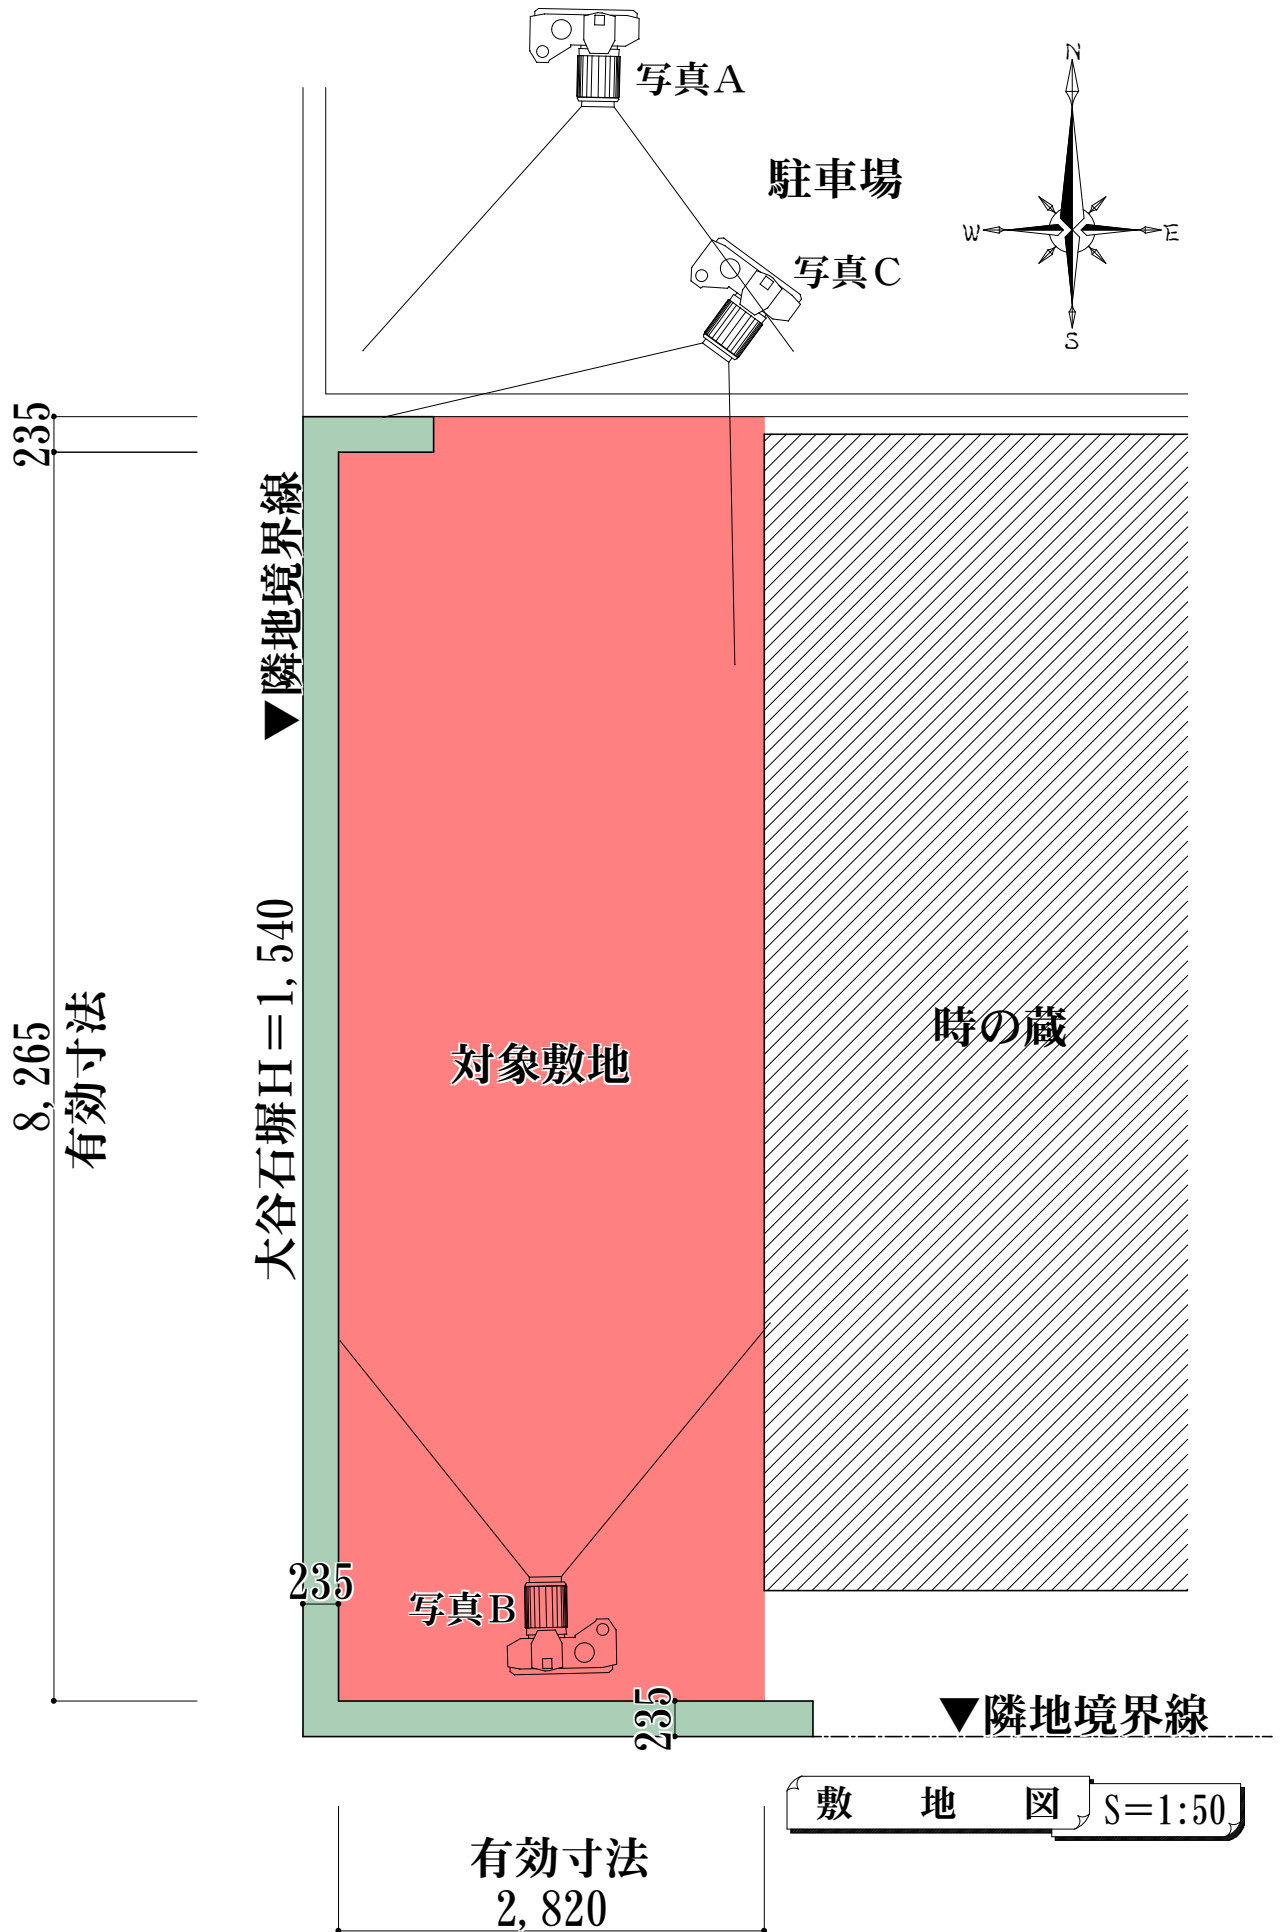 写真A
N
駐車場
W
E
写真C
S
235
▼隣地境界線
大谷石塀H＝1,540
8,265
有効寸法
時の蔵
対象敷地
235
写真B
235
▼隣地境界線
敷　地　図
S＝1:50
有効寸法
2,820